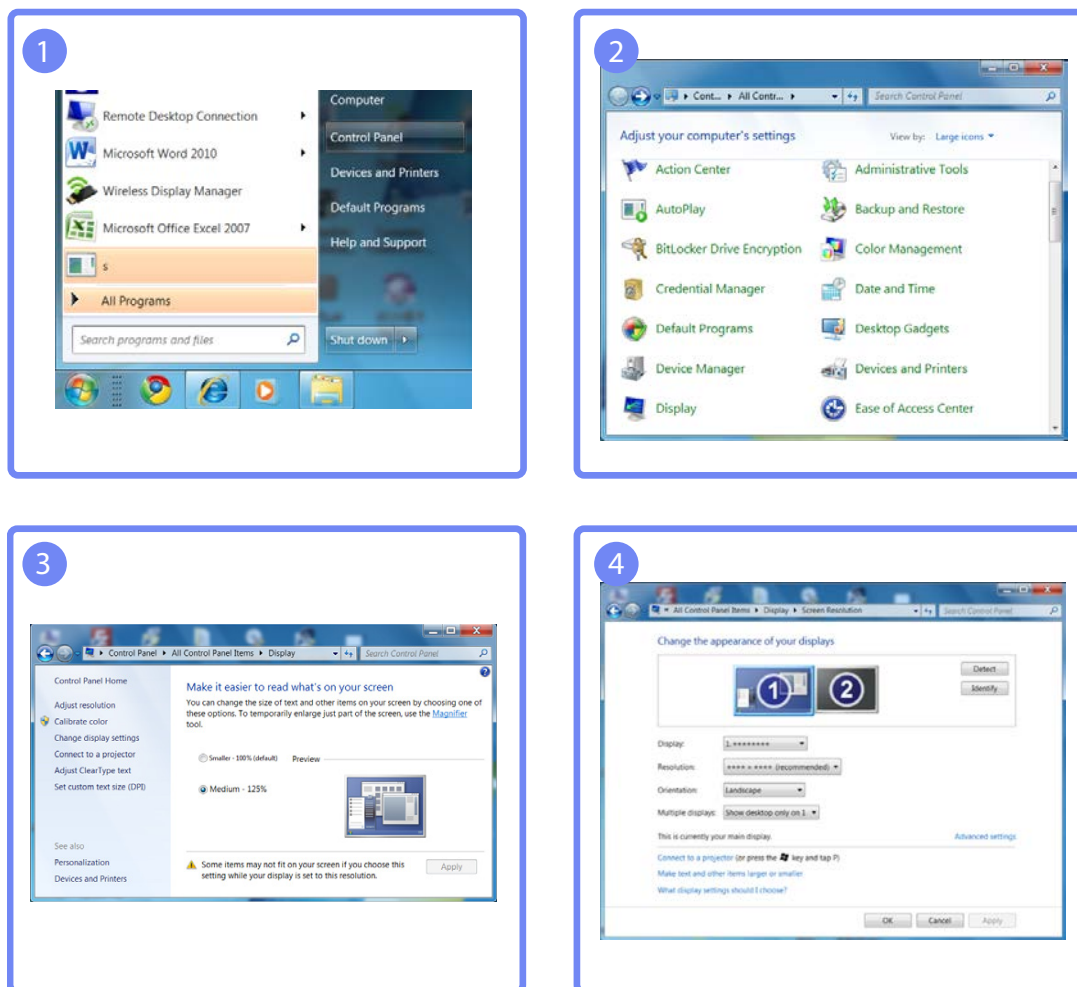 1
Remote Desktop Connection
Microsoft Word 2010
Wireless Display Manager
Microsoft Office Excel 2007
s
All Programs
Search programs and files
Computer
Control Panel
Devices and Printers
Default Programs
Help and Support
Shut down
2
Cont... All Contr...
Search Control Panel
Adjust your computer's settings
View by: Large icons
Action Center
Administrative Tools
AutoPlay
Backup and Restore
BitLocker Drive Encryption
Color Management
Credential Manager
Date and Time
Default Programs
Desktop Gadgets
Device Manager
Devices and Printers
Display
Ease of Access Center
3
Control Panel All Control Panel Items Display
Search Control Panel
Control Panel Home
Adjust resolution
Calibrate color
Change display settings
Connect to a projector
Adjust ClearType text
Set custom text size (DPI)
See also
Personalization
Devices and Printers
Make it easier to read what's on your screen
You can change the size of text and other items on your screen by choosing one of
these options. To temporarily enlarge just part of the screen, use the Magnifier
tool.
Smaller - 100% (default)
Preview
Medium - 125%
Some items may not fit on your screen if you choose this
setting while your display is set to this resolution.
Apply
4
« All Control Panel Items Display Screen Resolution
Search Control Panel
Change the appearance of your displays
1
2
Detect
Identify
Display: 1.********
Resolution: **** × **** (recommended)
Orientation: Landscape
Multiple displays: Show desktop only on 1
This is currently your main display.
Advanced settings
Connect to a projector (or press the key and tap P)
Make text and other items larger or smaller
What display settings should I choose?
OK
Cancel
Apply